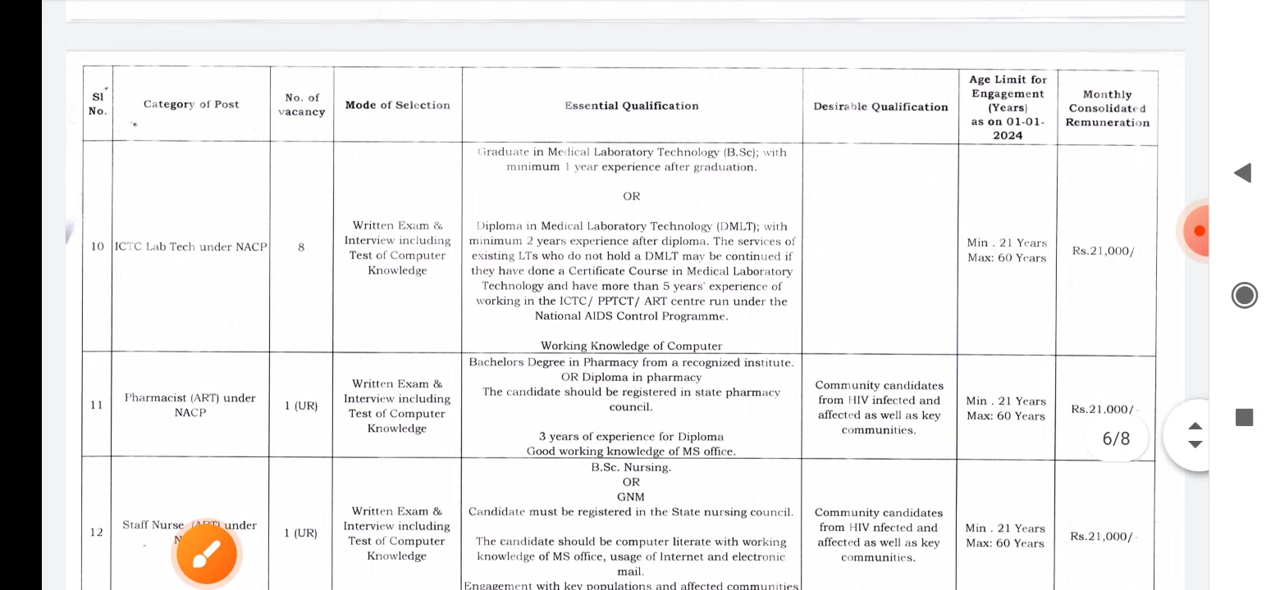 Sl No.
Category of Post
No. of vacancy
Mode of Selection
Essential Qualification
Desirable Qualification
Age Limit for Engagement (Years) as on 01-01-2024
Monthly Consolidated Remuneration
10
ICTC Lab Tech under NACP
8
Written Exam &
Interview including
Test of Computer
Knowledge
Graduate in Medical Laboratory Technology (B.Sc); with
minimum 1 year experience after graduation.
OR
Diploma in Medical Laboratory Technology (DMLT); with
minimum 2 years experience after diploma. The services of
existing LTs who do not hold a DMLT may be continued if
they have done a Certificate Course in Medical Laboratory
Technology and have more than 5 years' experience of
working in the ICTC/ PPTCT/ ART centre run under the
National AIDS Control Programme.
Working Knowledge of Computer
Min . 21 Years
Max: 60 Years
Rs.21,000/-
11
Pharmacist (ART) under
NACP
1 (UR)
Written Exam &
Interview including
Test of Computer
Knowledge
Bachelors Degree in Pharmacy from a recognized institute.
OR Diploma in pharmacy
The candidate should be registered in state pharmacy
council.
3 years of experience for Diploma
Good working knowledge of MS office.
Community candidates
from HIV infected and
affected as well as key
communities.
Min . 21 Years
Max: 60 Years
Rs.21,000/-
6/8
12
Staff Nurse (ART) under
1 (UR)
Written Exam &
Interview including
Test of Computer
Knowledge
B.Sc. Nursing.
OR
GNM
Candidate must be registered in the State nursing council.
The candidate should be computer literate with working
knowledge of MS office, usage of Internet and electronic
mail.
Engagement with key populations and affected communities
Community candidates
from HIV nfected and
affected as well as key
communities.
Min . 21 Years
Max: 60 Years
Rs.21,000/-